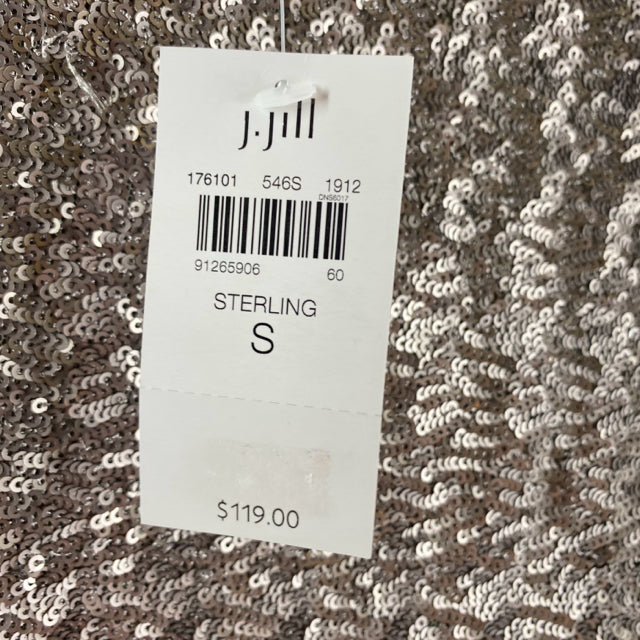 j.jill
176101 546S 1912
DNS6017
91265906 60
STERLING
S
$119.00